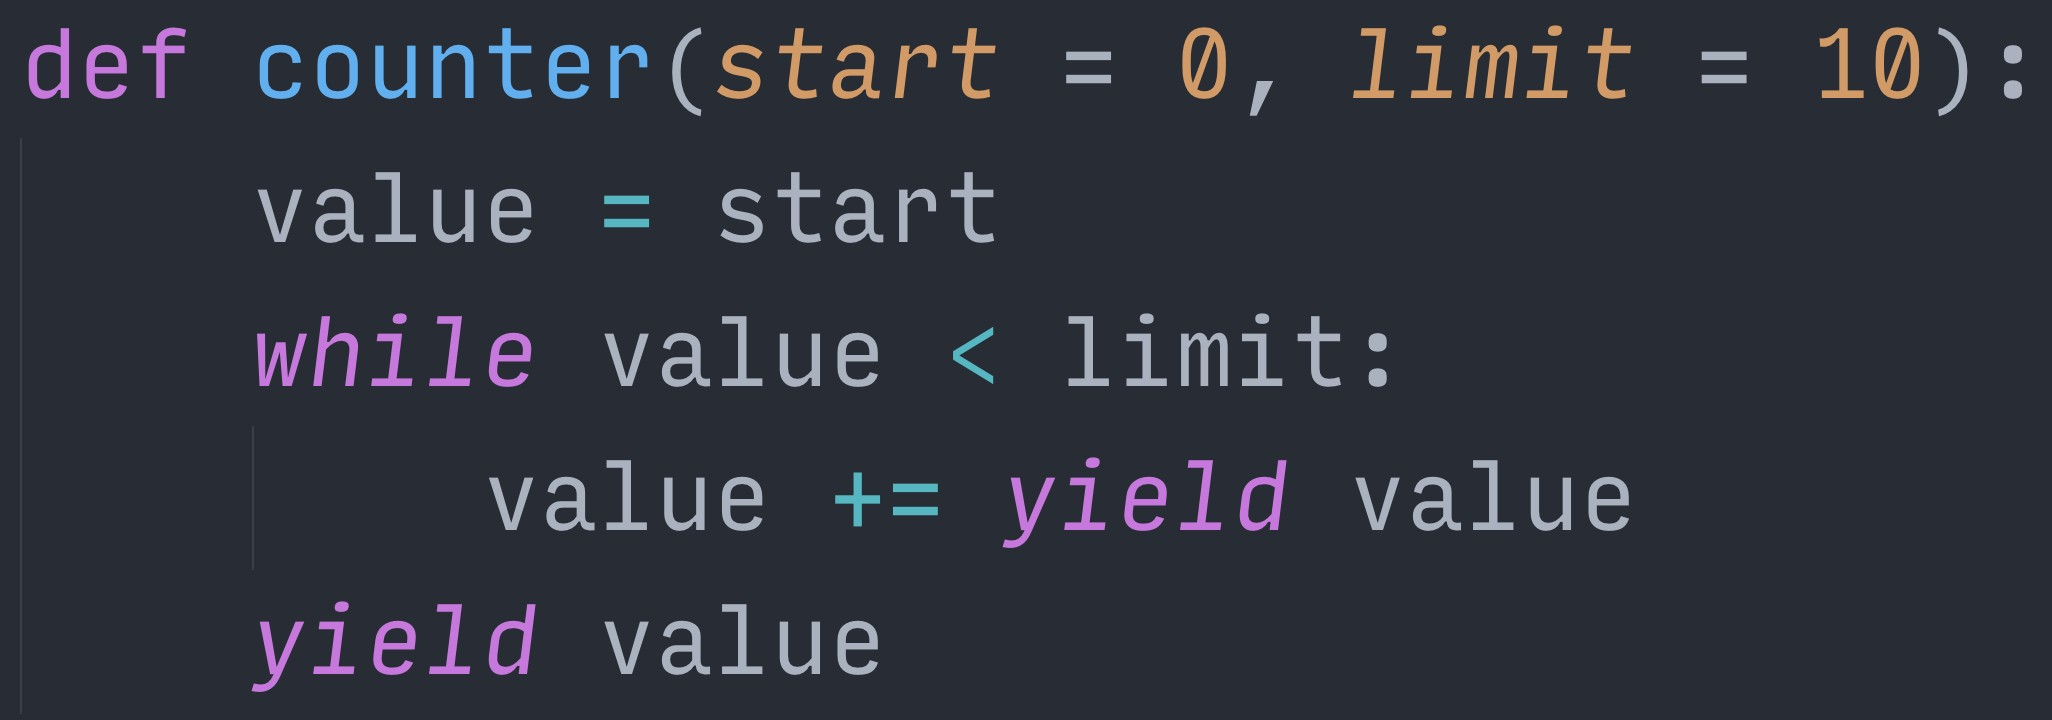 def counter(start = 0, limit = 10):
    value = start
    while value < limit:
        value += yield value
    yield value